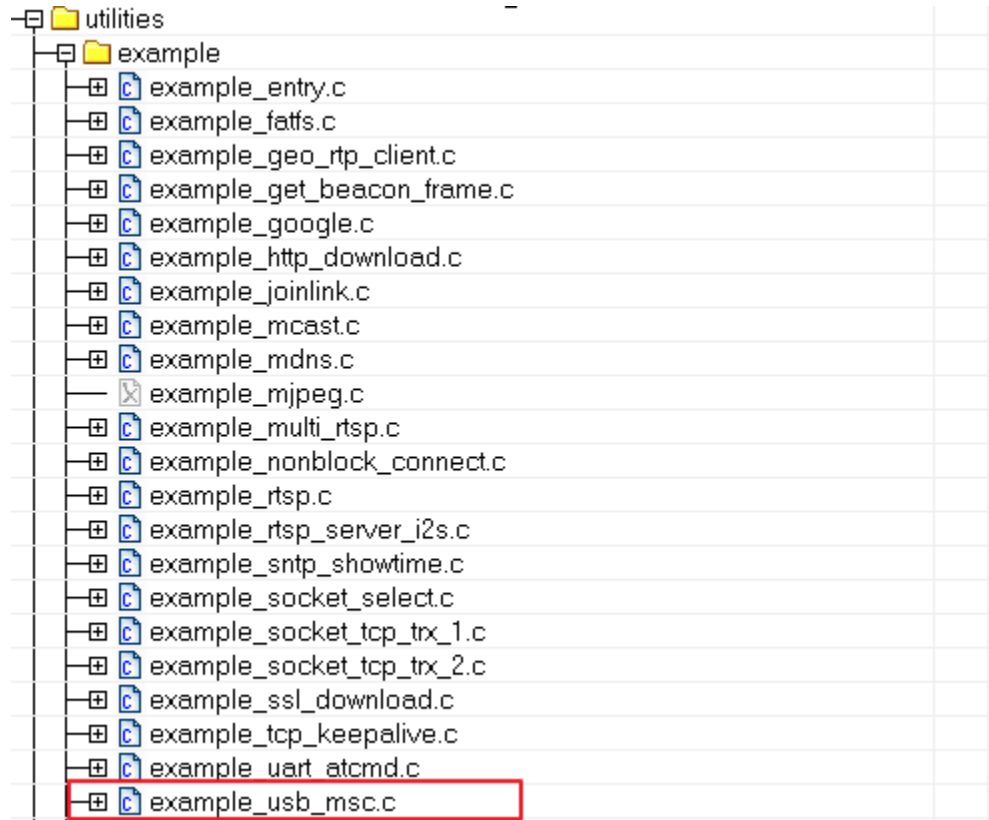 utilities
example
example_entry.c
example_fatfs.c
example_geo_rtp_client.c
example_get_beacon_frame.c
example_google.c
example_http_download.c
example_joinlink.c
example_mcast.c
example_mdns.c
example_mjpeg.c
example_multi_rtsp.c
example_nonblock_connect.c
example_rtsp.c
example_rtsp_server_i2s.c
example_sntp_showtime.c
example_socket_select.c
example_socket_tcp_trx_1.c
example_socket_tcp_trx_2.c
example_ssl_download.c
example_tcp_keepalive.c
example_uart_atcmd.c
example_usb_msc.c